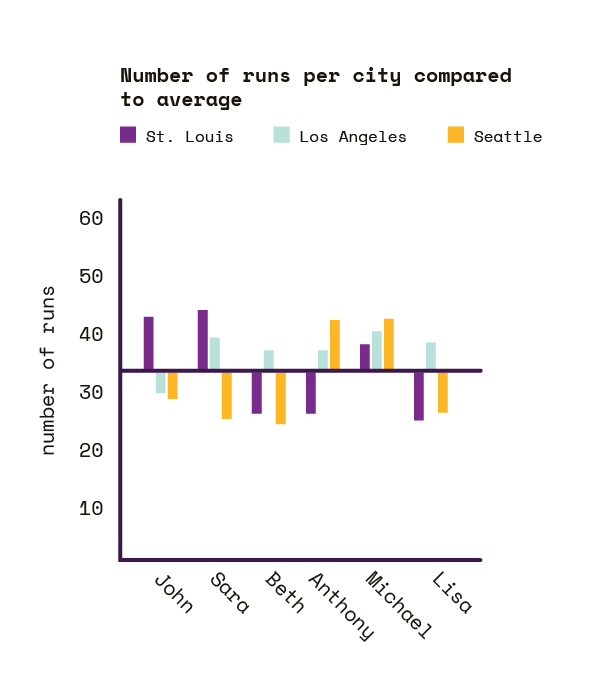 Number of runs per city compared
to average
St. Louis
Los Angeles
Seattle
number of runs
60
50
40
30
20
10
John
Sara
Beth
Anthony
Michael
Lisa